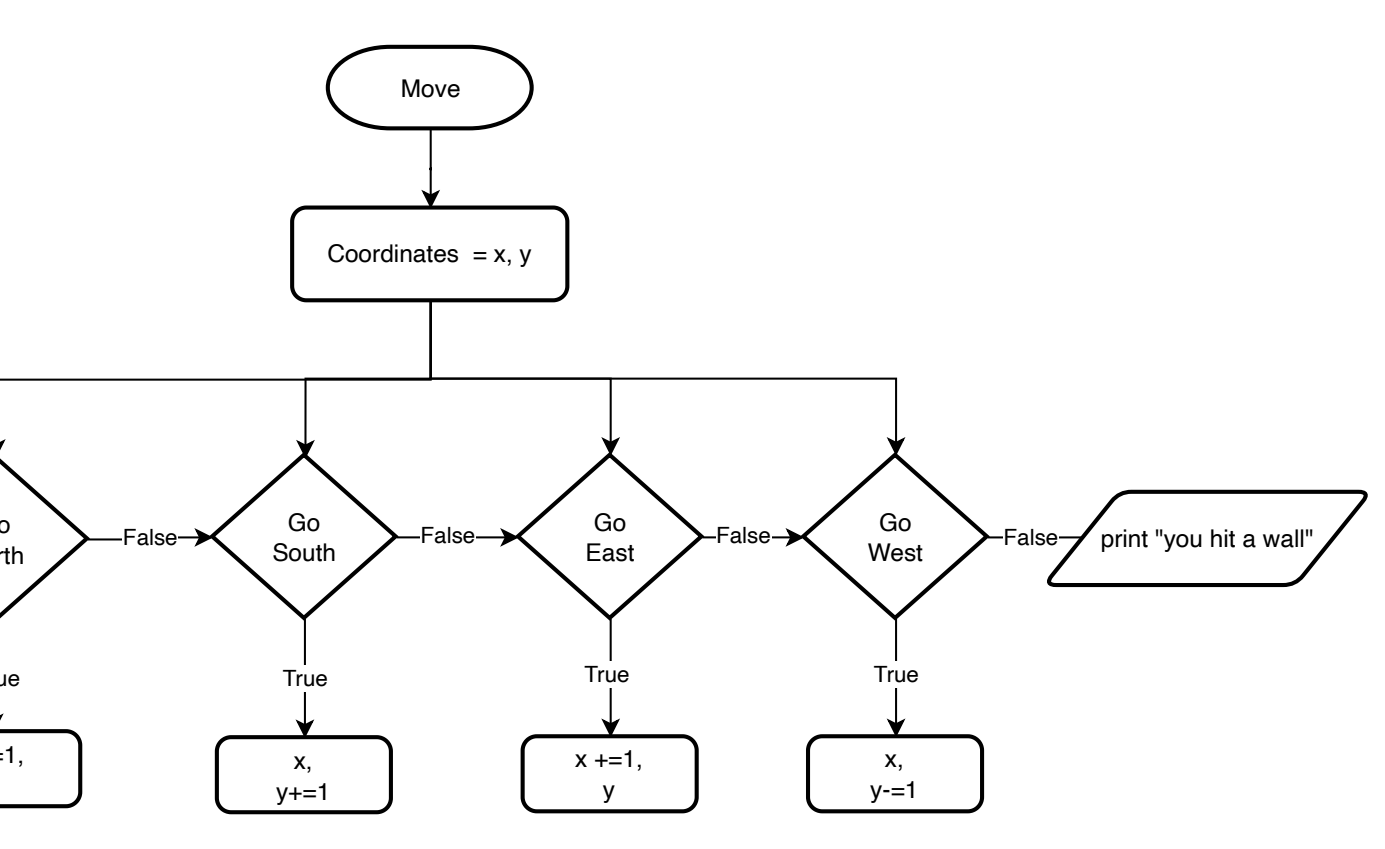 Move
Coordinates = x, y
False
Go
South
False
Go
East
False
Go
West
False
print "you hit a wall"
True
True
True
x,
y+=1
x +=1,
y
x,
y-=1